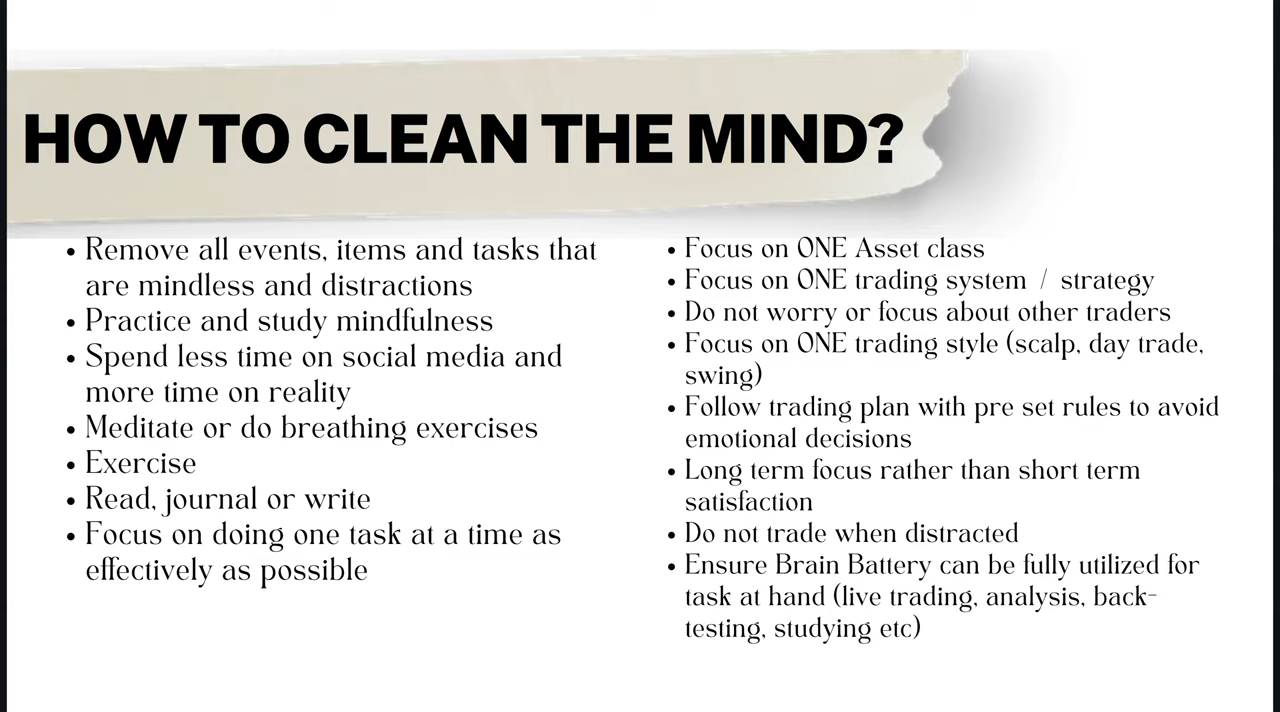 HOW TO CLEAN THE MIND?
• Remove all events, items and tasks that
are mindless and distractions
• Practice and study mindfulness
• Spend less time on social media and
more time on reality
• Meditate or do breathing exercises
• Exercise
• Read, journal or write
• Focus on doing one task at a time as
effectively as possible
• Focus on ONE Asset class
• Focus on ONE trading system / strategy
• Do not worry or focus about other traders
• Focus on ONE trading style (scalp, day trade,
swing)
• Follow trading plan with pre set rules to avoid
emotional decisions
• Long term focus rather than short term
satisfaction
• Do not trade when distracted
• Ensure Brain Battery can be fully utilized for
task at hand (live trading, analysis, back-
testing, studying etc)